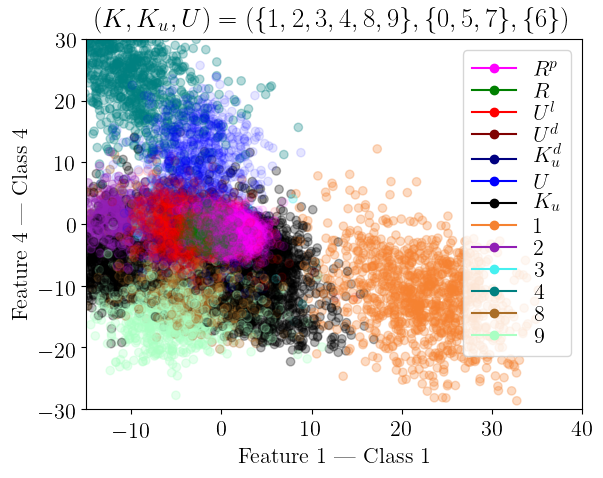 (K, K_u, U) = ({1, 2, 3, 4, 8, 9}, {0, 5, 7}, {6})
30
20
10
0
−10
−20
−30
Feature 4 — Class 4
R^p
R
U^l
U^d
K_u^d
U
K_u
1
2
3
4
8
9
−10
0
10
20
30
40
Feature 1 — Class 1